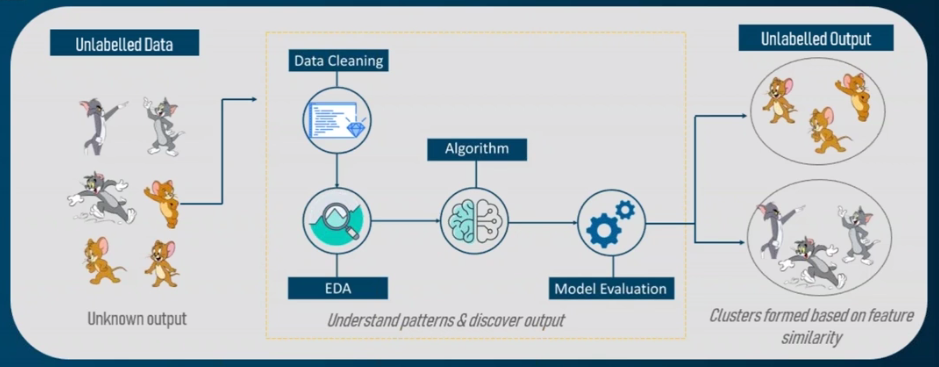 Unlabelled Data
Unknown output
Data Cleaning
EDA
Algorithm
Model Evaluation
Understand patterns & discover output
Unlabelled Output
Clusters formed based on feature
similarity